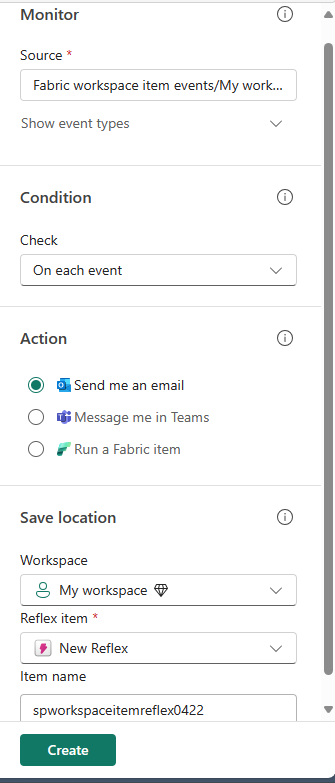 Monitor
Source *
Fabric workspace item events/My work...
Show event types
Condition
Check
On each event
Action
Send me an email
Message me in Teams
Run a Fabric item
Save location
Workspace
My workspace
Reflex item *
New Reflex
Item name
spworkspaceitemreflex0422
Create